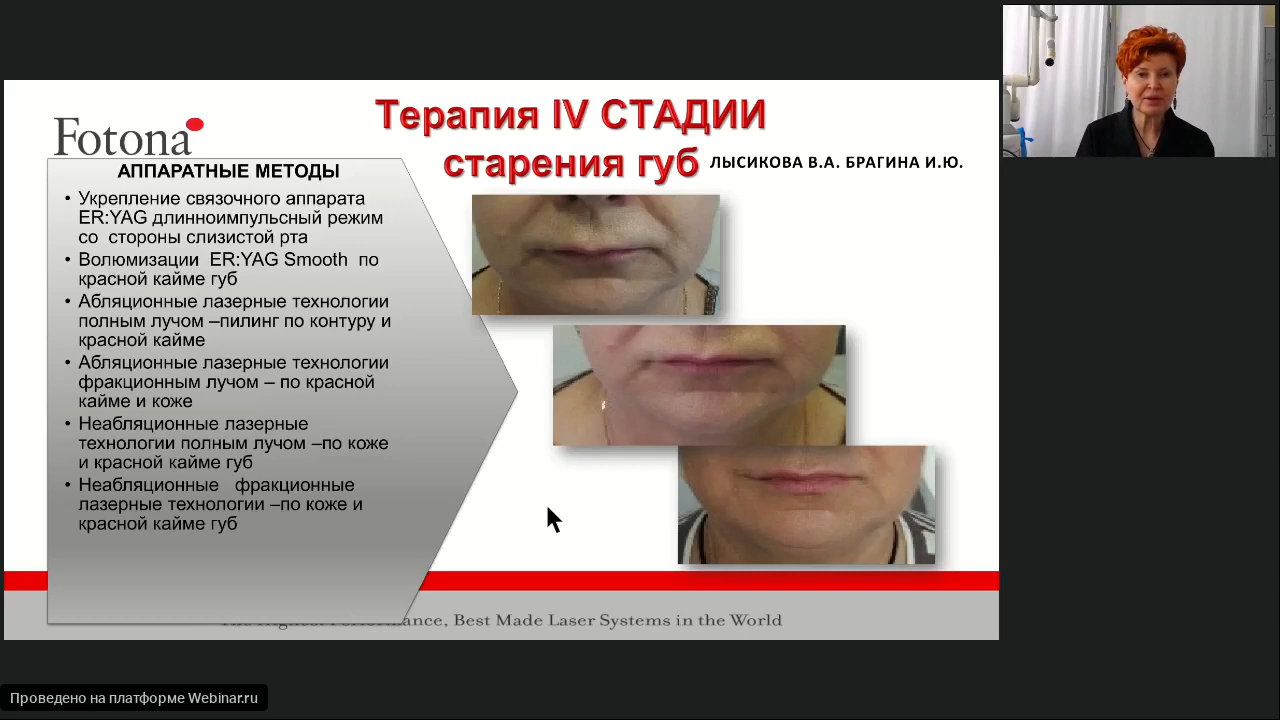 Fotona
Терапия IV СТАДИИ
старения губ ЛЫСИКОВА В.А. БРАГИНА И.Ю.
АППАРАТНЫЕ МЕТОДЫ
• Укрепление связочного аппарата
ER:YAG длинноимпульсный режим
со стороны слизистой рта
• Волюмизации ER:YAG Smooth по
красной кайме губ
• Абляционные лазерные технологии
полным лучом –пилинг по контуру и
красной кайме
• Абляционные лазерные технологии
фракционным лучом – по красной
кайме и коже
• Неабляционные лазерные
технологии полным лучом –по коже
и красной кайме губ
• Неабляционные фракционные
лазерные технологии –по коже и
красной кайме губ
The Highest Performance, Best Made Laser Systems in the World
Проведено на платформе Webinar.ru